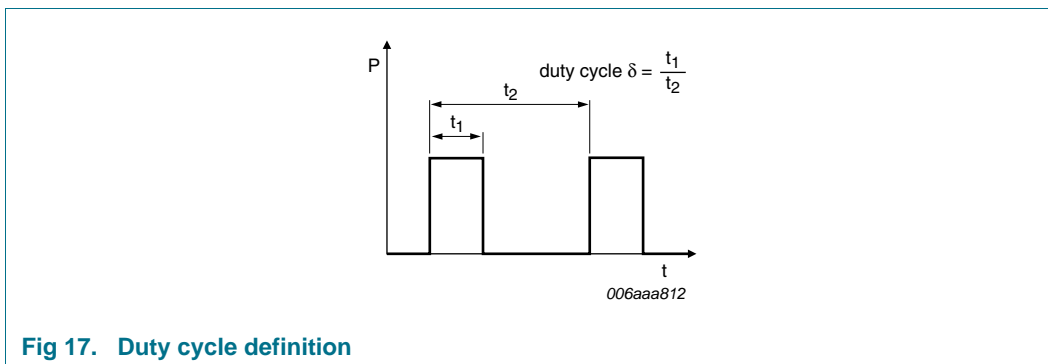 P
duty cycle δ = t1
t2
t2
t1
t
006aaa812
Fig 17. Duty cycle definition